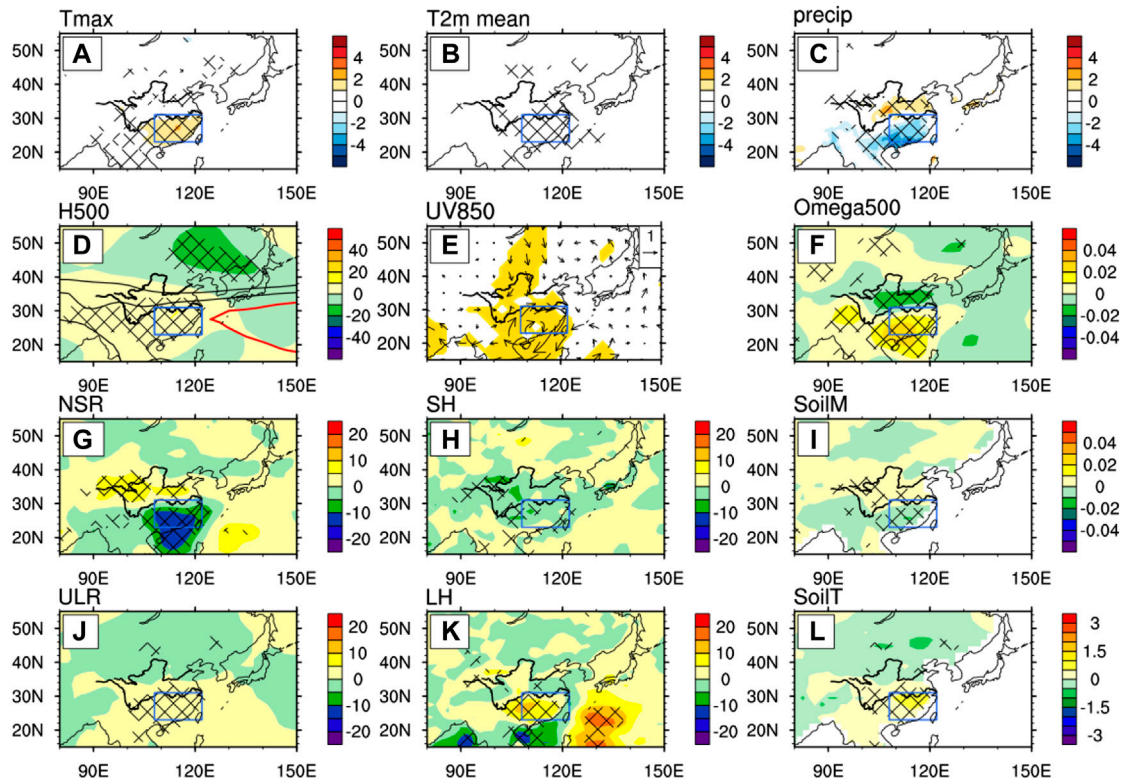 Tmax T2m mean precip
A B C
50N 50N 50N
40N 40N 40N
30N 30N 30N
20N 20N 20N
4 4 4
2 2 2
0 0 0
-2 -2 -2
-4 -4 -4
90E 120E 150E 90E 120E 150E 90E 120E 150E
H500 UV850 Omega500
D E F
1
50N 50N 50N
40N 40N 40N
30N 30N 30N
20N 20N 20N
40 0.04
20 0.02
0 0
-20 -0.02
-40 -0.04
90E 120E 150E 90E 120E 150E 90E 120E 150E
NSR SH SoilM
G H I
50N 50N 50N
40N 40N 40N
30N 30N 30N
20N 20N 20N
20 20 0.04
10 10 0.02
0 0 0
-10 -10 -0.02
-20 -20 -0.04
90E 120E 150E 90E 120E 150E 90E 120E 150E
ULR LH SoilT
J K L
50N 50N 50N
40N 40N 40N
30N 30N 30N
20N 20N 20N
20 20 3
10 10 1.5
0 0 0
-10 -10 -1.5
-20 -20 -3
90E 120E 150E 90E 120E 150E 90E 120E 150E